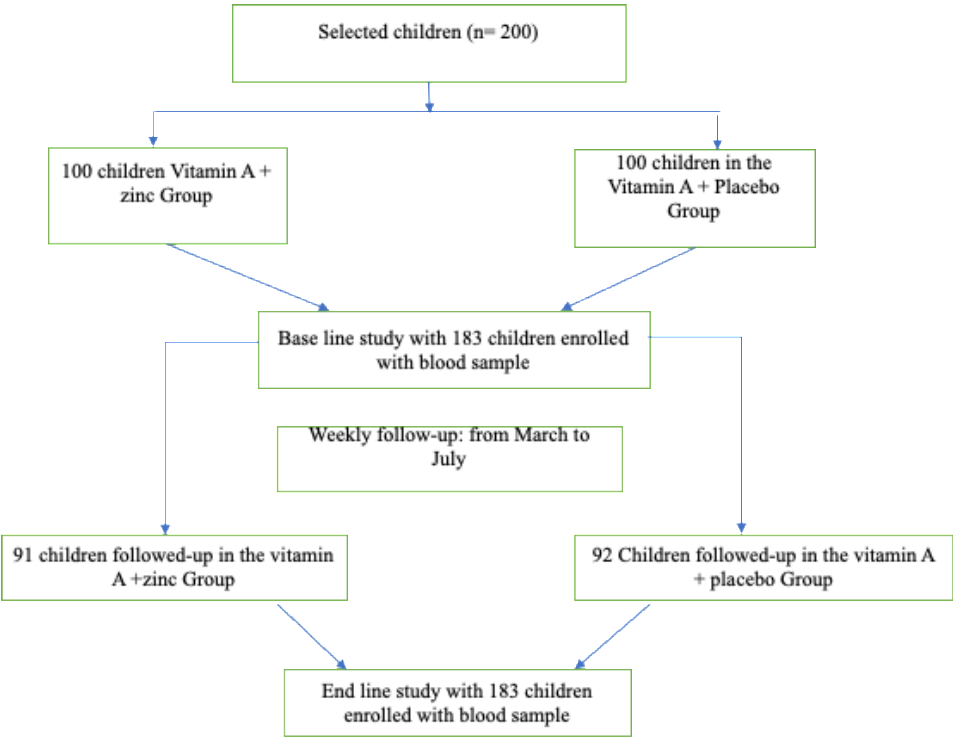 Selected children (n= 200)
100 children Vitamin A +
zinc Group
100 children in the
Vitamin A + Placebo
Group
Base line study with 183 children enrolled
with blood sample
Weekly follow-up: from March to
July
91 children followed-up in the vitamin
A +zinc Group
92 Children followed-up in the vitamin A
+ placebo Group
End line study with 183 children
enrolled with blood sample